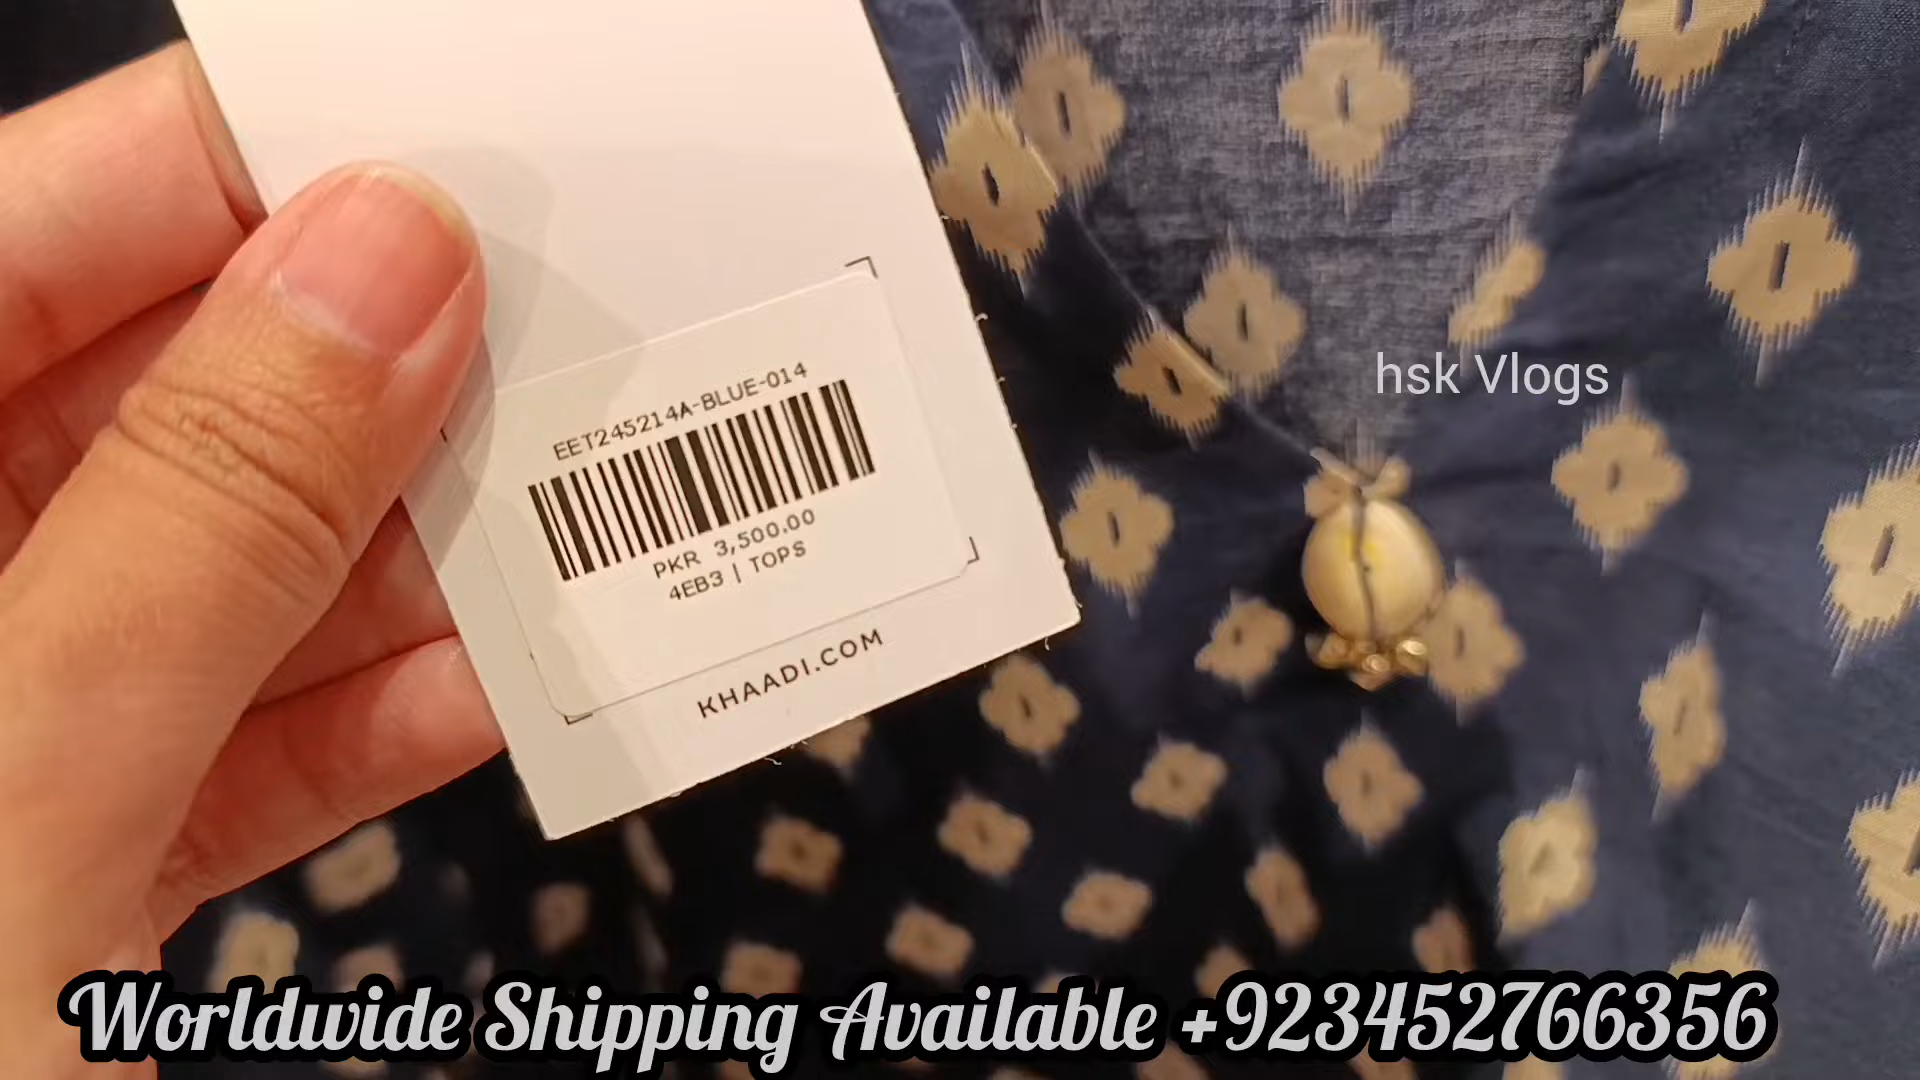 EET245214A-BLUE-014
PKR 3,500.00
4EB3 | TOPS
KHAADI.COM
hsk Vlogs
Worldwide Shipping Available +923452766356